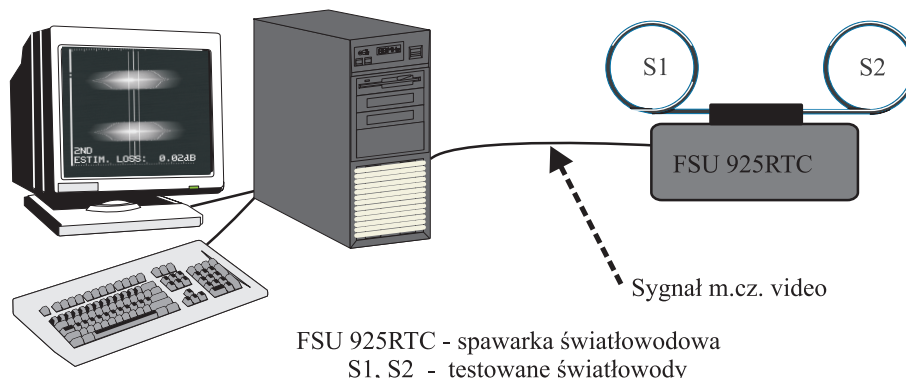 2ND
ESTIM. LOSS: 0.02dB
S1
S2
FSU 925RTC
Sygnał m.cz. video
FSU 925RTC - spawarka światłowodowa
S1, S2 - testowane światłowody